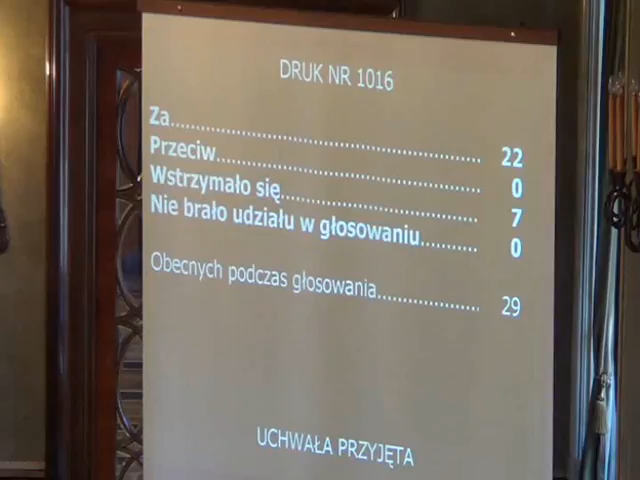 DRUK NR 1016
Za.................................................. 22
Przeciw.......................................... 0
Wstrzymało się............................... 7
Nie brało udziału w głosowaniu.......... 0
Obecnych podczas głosowania................ 29
UCHWAŁA PRZYJĘTA